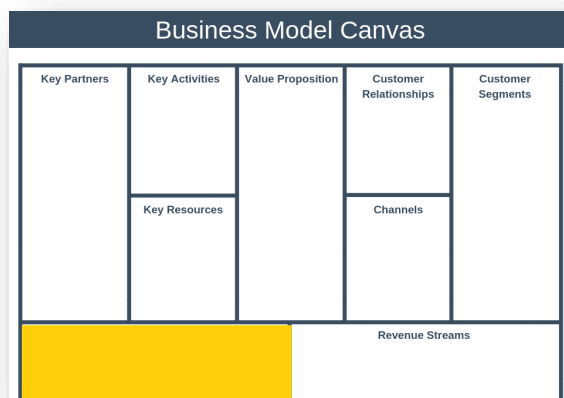 Business Model Canvas
Key Partners
Key Activities
Value Proposition
Customer
Relationships
Customer
Segments
Key Resources
Channels
Revenue Streams